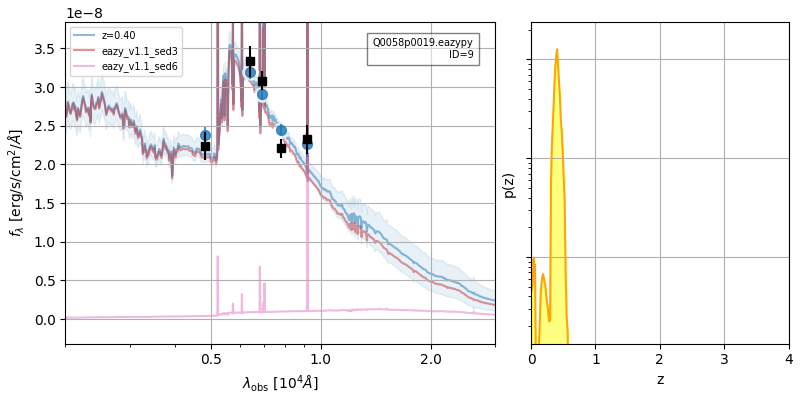 1e−8
z=0.40
eazy_v1.1_sed3
eazy_v1.1_sed6
Q0058p0019.eazypy
ID=9
3.5
3.0
2.5
2.0
1.5
1.0
0.5
0.0
fλ [erg/s/cm²/Å]
0.5
1.0
2.0
λobs [10⁴Å]
p(z)
0
1
2
3
4
z